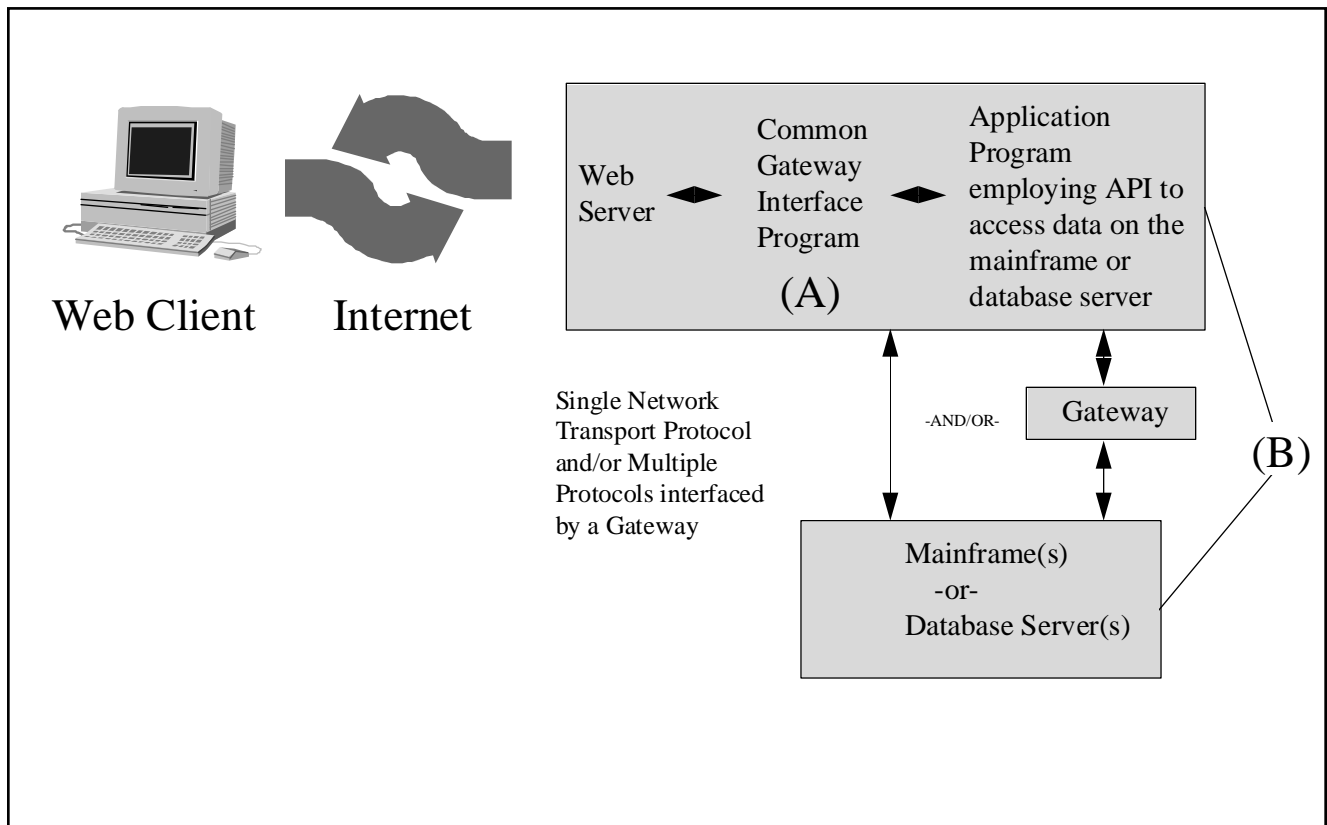 Web Client
Internet
Web
Server
Common
Gateway
Interface
Program
(A)
Application
Program
employing API to
access data on the
mainframe or
database server
Single Network
Transport Protocol
and/or Multiple
Protocols interfaced
by a Gateway
-AND/OR-
Gateway
(B)
Mainframe(s)
-or-
Database Server(s)